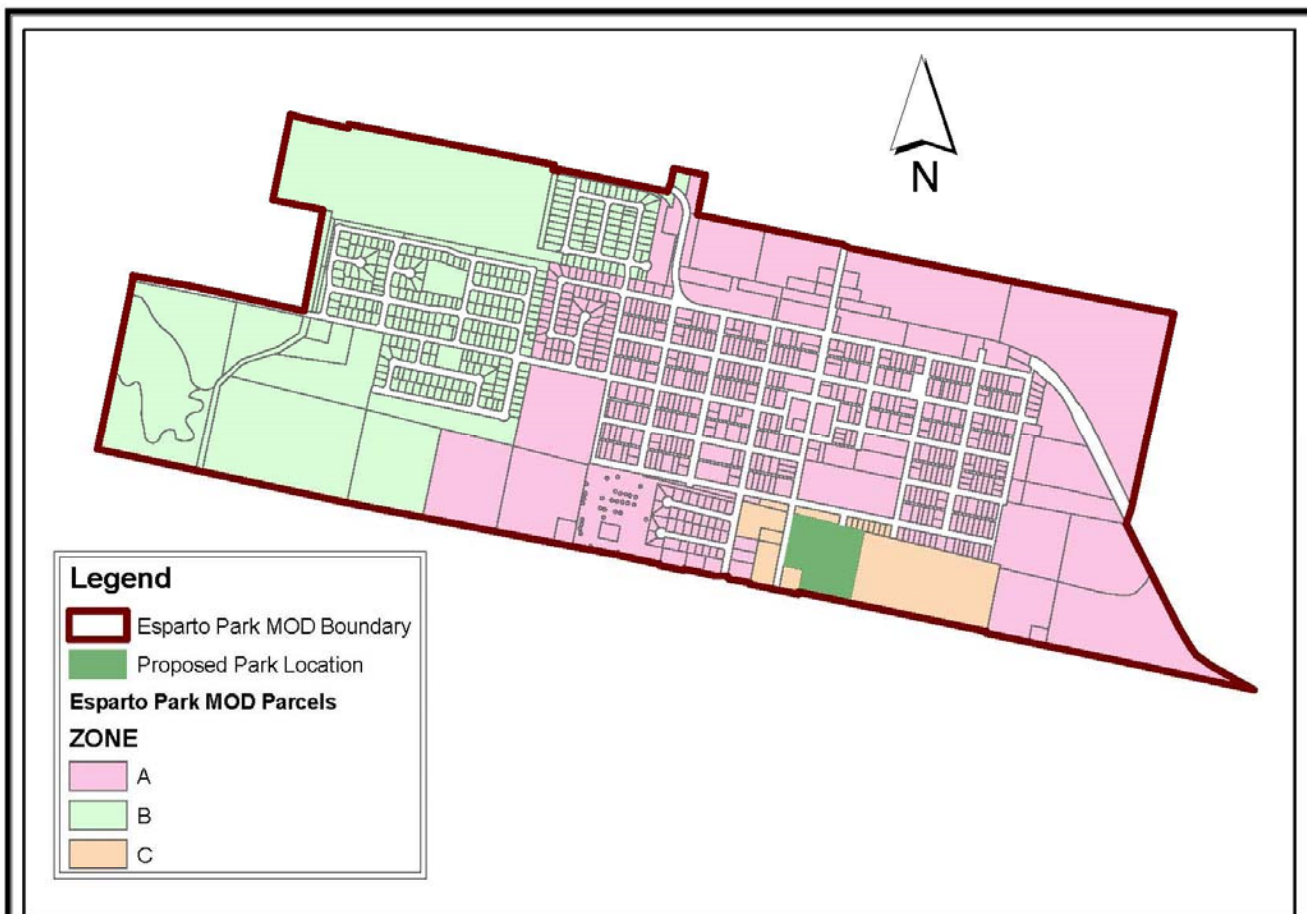 N
Legend
Esparto Park MOD Boundary
Proposed Park Location
Esparto Park MOD Parcels
ZONE
A
B
C